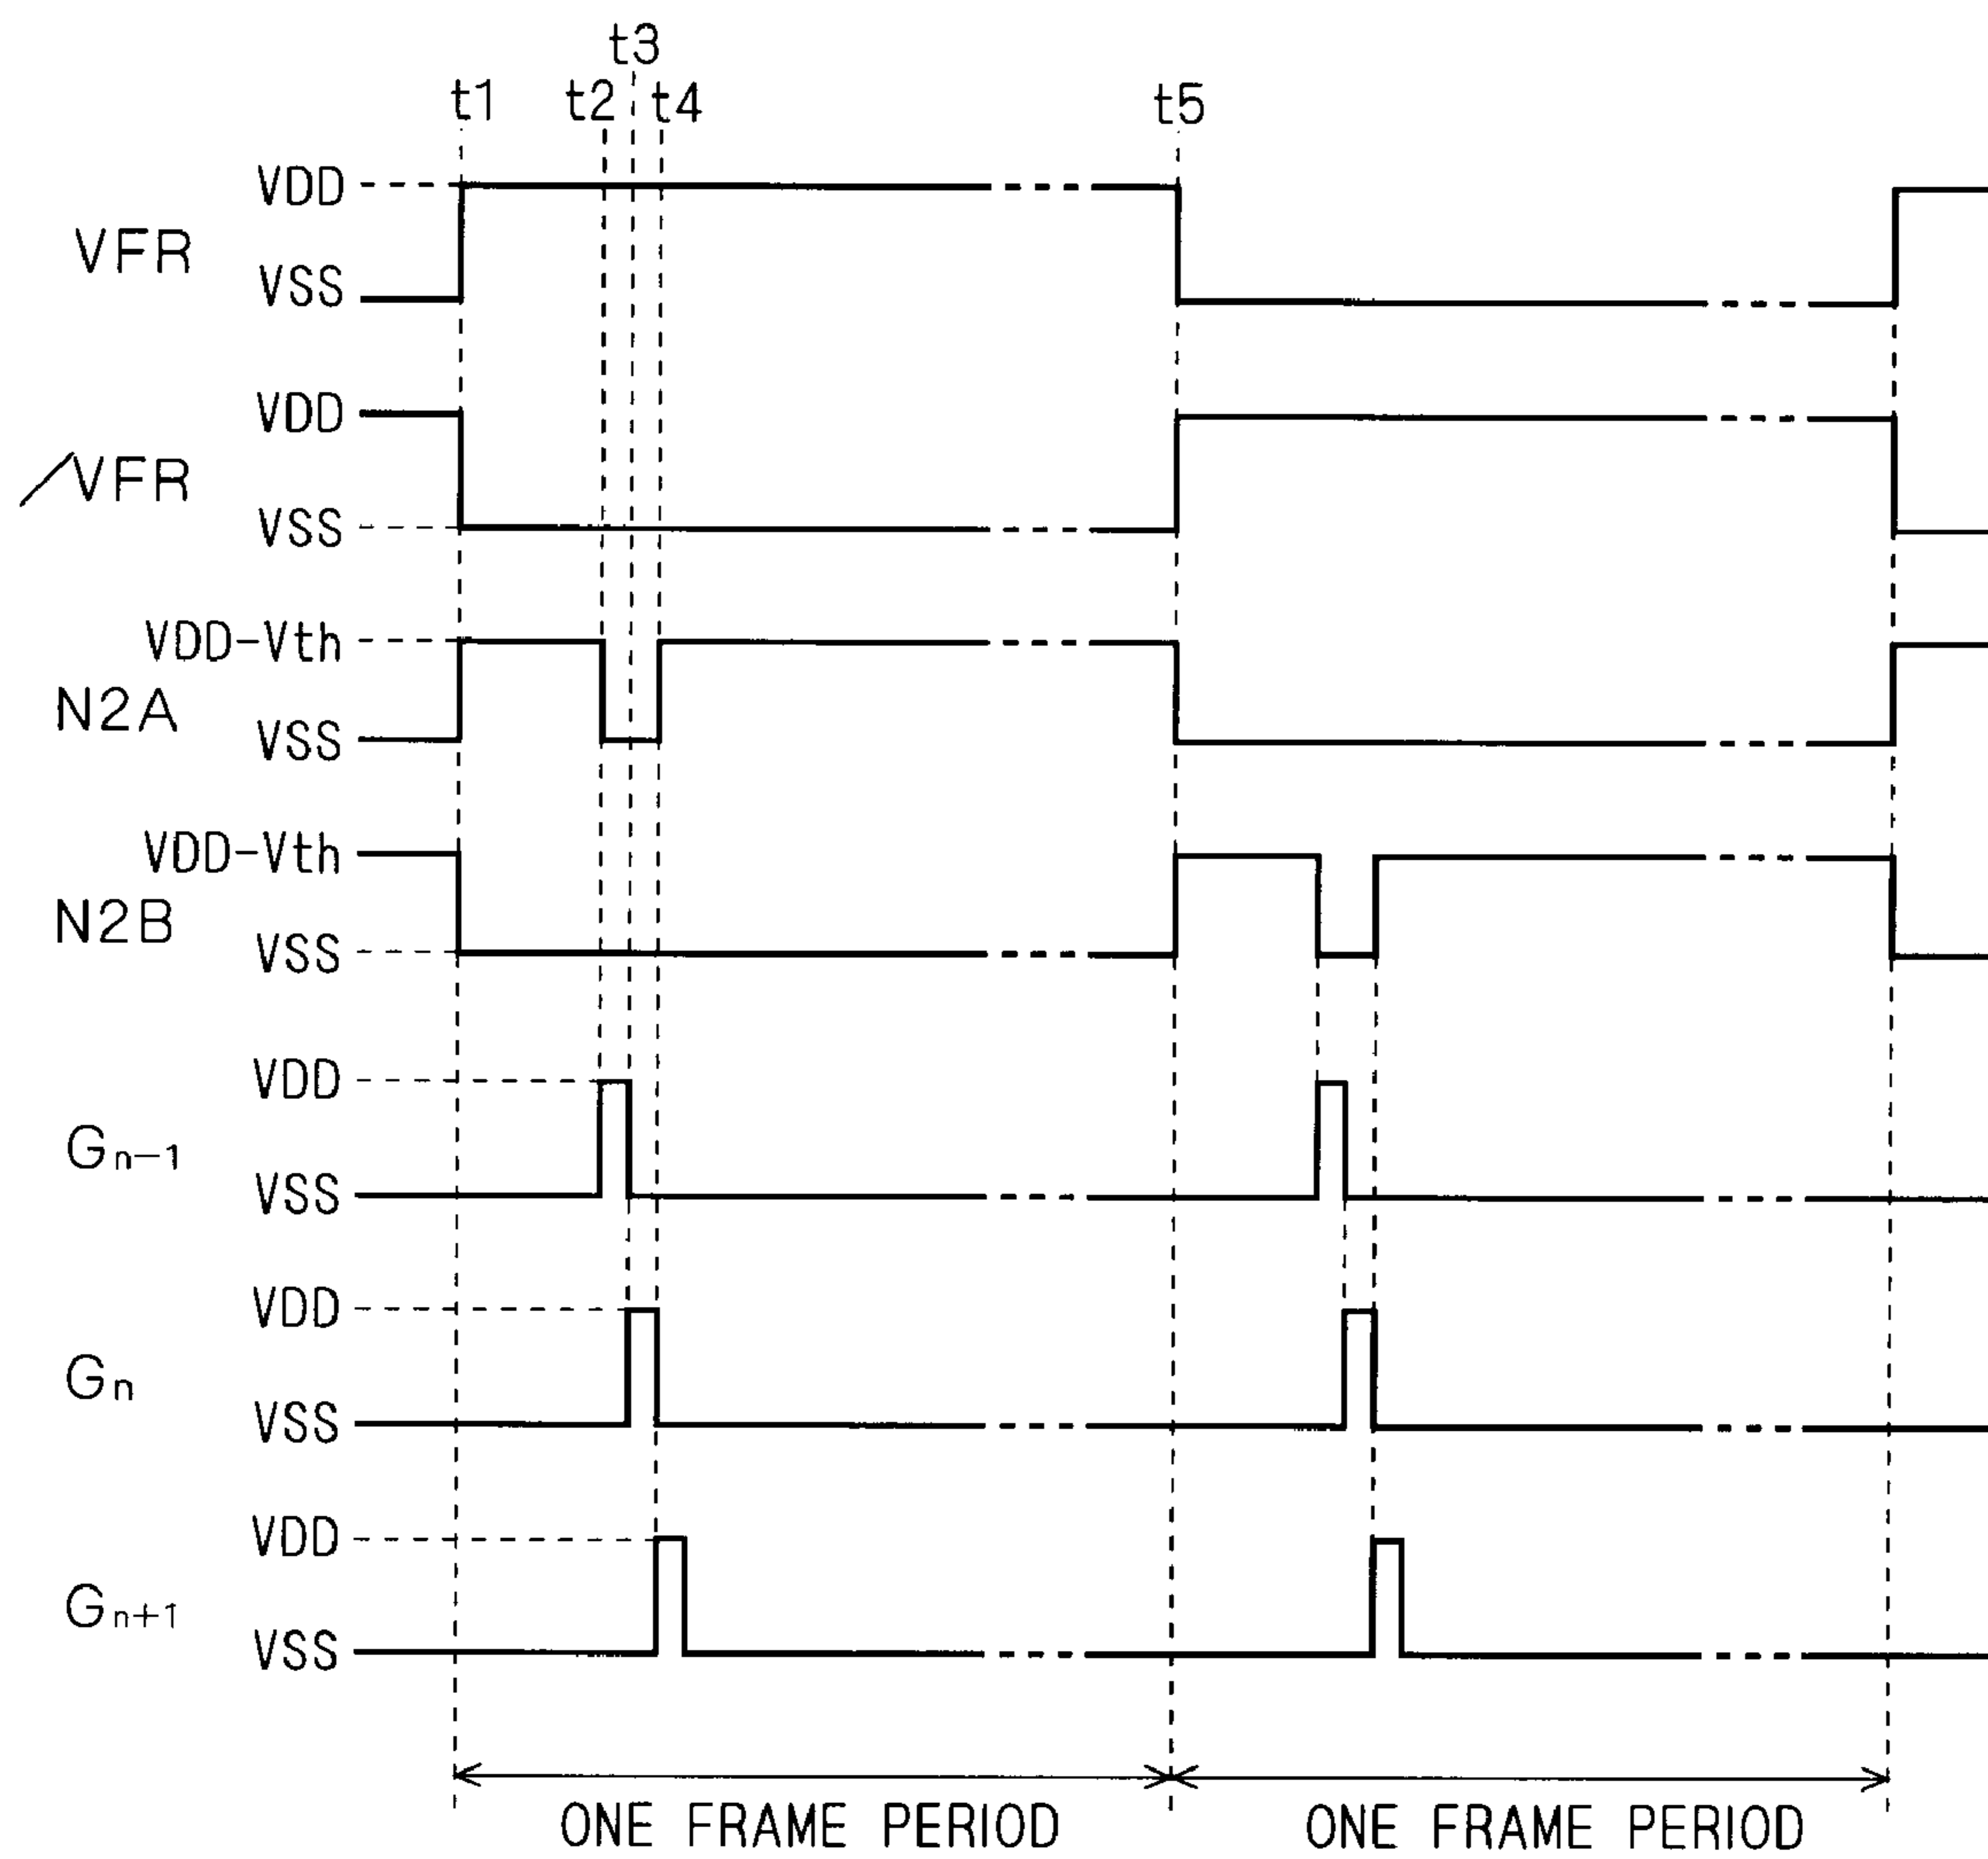 t3
t1 t2 t4 t5
VDD
VFR
VSS
VDD
/VFR
VSS
VDD-Vth
N2A
VSS
VDD-Vth
N2B
VSS
VDD
Gn-1
VSS
VDD
Gn
VSS
VDD
Gn+1
VSS
ONE FRAME PERIOD ONE FRAME PERIOD